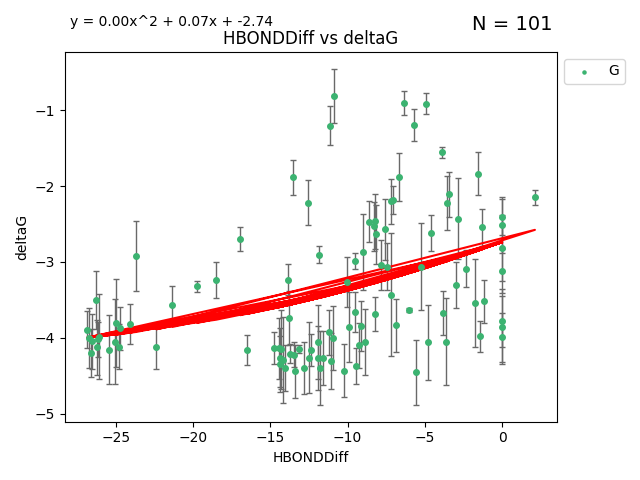 y = 0.00x^2 + 0.07x + -2.74
N = 101
HBONDDiff vs deltaG
G
−1
−2
−3
−4
−5
deltaG
−25
−20
−15
−10
−5
0
HBONDDiff